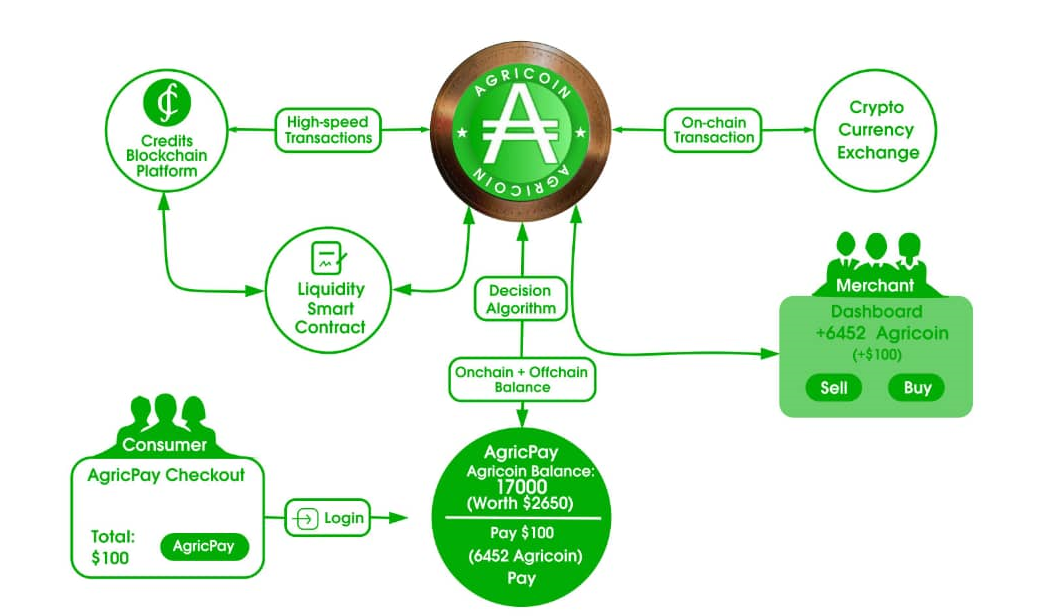 AGRICOIN
AGRICOIN
Credits
Blockchain
Platform
High-speed
Transactions
On-chain
Transaction
Crypto
Currency
Exchange
Liquidity
Smart
Contract
Decision
Algorithm
Onchain + Offchain
Balance
Merchant
Dashboard
+6452 Agricoin
(+$100)
Sell
Buy
Consumer
AgricPay Checkout
Total:
$100
AgricPay
Login
AgricPay
Agricoin Balance:
17000
(Worth $2650)
Pay $100
(6452 Agricoin)
Pay